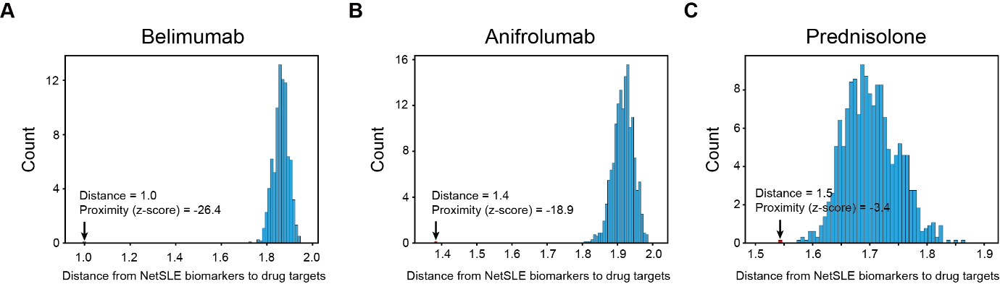 A
Belimumab
Count
12
8
4
0
Distance = 1.0
Proximity (z-score) = -26.4
1.0 1.2 1.4 1.6 1.8 2.0
Distance from NetSLE biomarkers to drug targets
B
Anifrolumab
Count
16
12
8
4
0
Distance = 1.4
Proximity (z-score) = -18.9
1.4 1.5 1.6 1.7 1.8 1.9 2.0
Distance from NetSLE biomarkers to drug targets
C
Prednisolone
Count
8
6
4
2
0
Distance = 1.5
Proximity (z-score) = -3.4
1.5 1.6 1.7 1.8 1.9
Distance from NetSLE biomarkers to drug targets